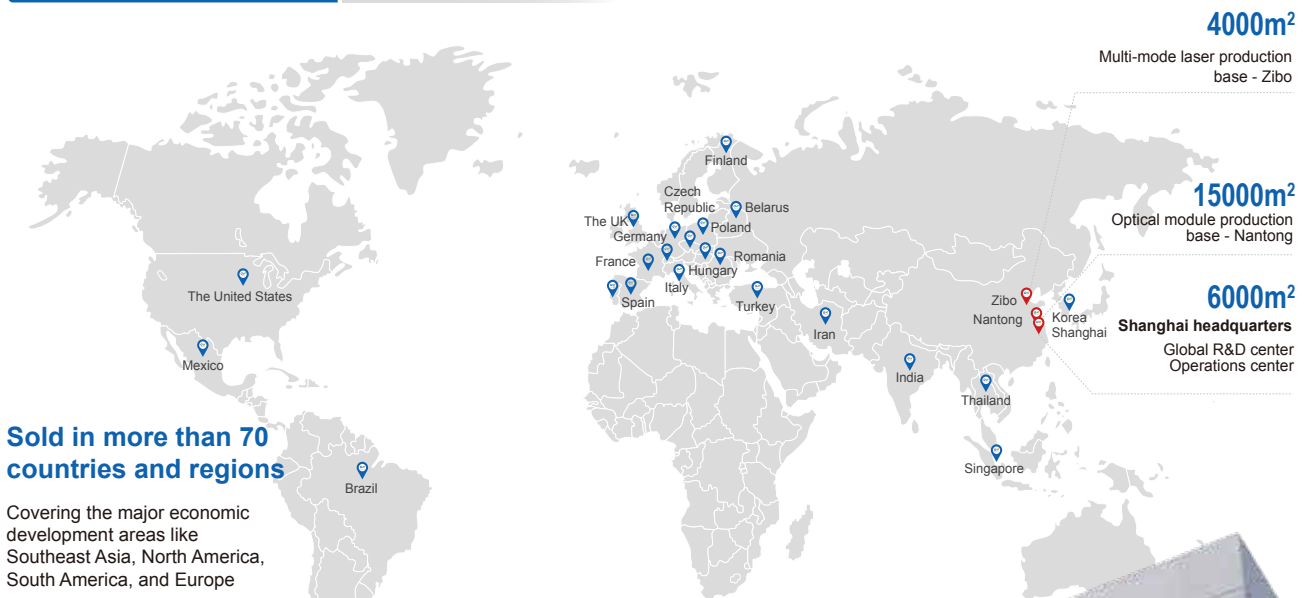 4000m²
Multi-mode laser production
base - Zibo
Finland
Czech
Republic
Belarus
The UK
Poland
Germany
15000m²
Optical module production
base - Nantong
France
Romania
Hungary
Italy
Spain
Turkey
The United States
Zibo
Nantong
Korea
Shanghai
Iran
6000m²
Shanghai headquarters
Global R&D center
Operations center
Mexico
India
Thailand
Sold in more than 70
countries and regions
Brazil
Singapore
Covering the major economic
development areas like
Southeast Asia, North America,
South America, and Europe